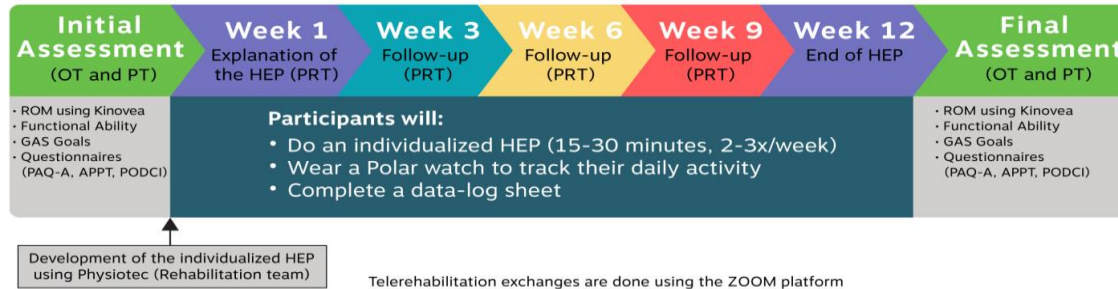 Initial
Assessment
(OT and PT)
Week 1
Explanation of
the HEP (PRT)
Week 3
Follow-up
(PRT)
Week 6
Follow-up
(PRT)
Week 9
Follow-up
(PRT)
Week 12
End of HEP
Final
Assessment
(OT and PT)
• ROM using Kinovea
• Functional Ability
• GAS Goals
• Questionnaires
(PAQ-A, APPT, PODCI)
Participants will:
• Do an individualized HEP (15-30 minutes, 2-3x/week)
• Wear a Polar watch to track their daily activity
• Complete a data-log sheet
• ROM using Kinovea
• Functional Ability
• GAS Goals
• Questionnaires
(PAQ-A, APPT, PODCI)
Development of the individualized HEP
using Physiotec (Rehabilitation team)
Telerehabilitation exchanges are done using the ZOOM platform